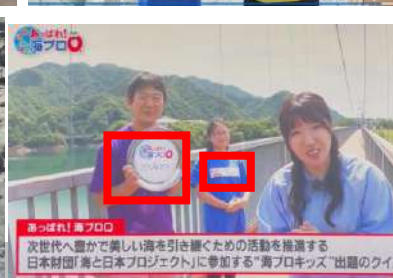 あっぱれ!
海プロ
あっぱれ! 海プロ
次世代へ豊かで美しい海を引き継ぐための活動を推進する
日本財団「海と日本プロジェクト」に参加する"海プロキッズ"出題のクイ